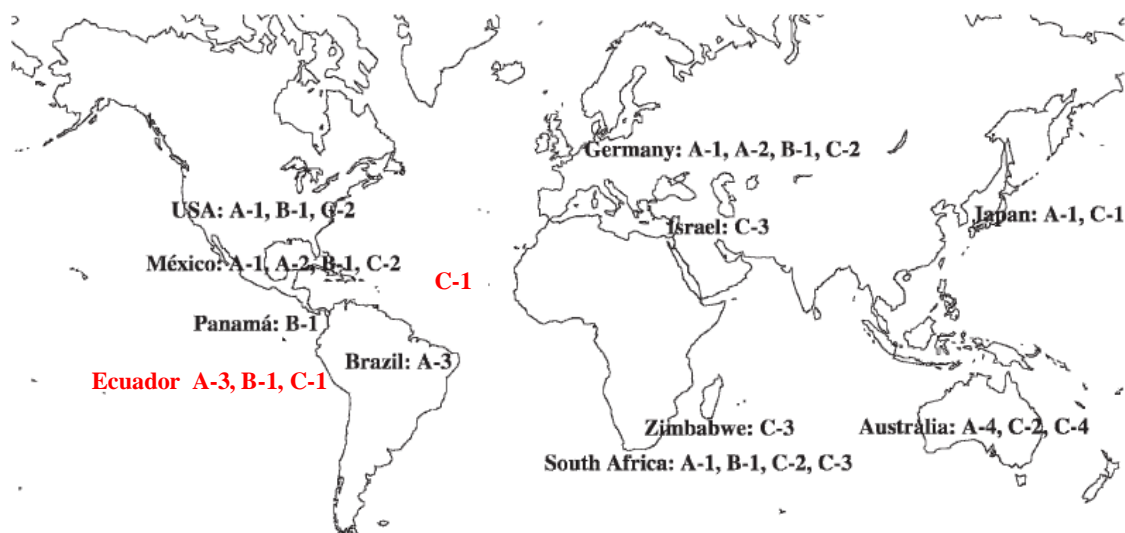 Germany: A-1, A-2, B-1, C-2
USA: A-1, B-1, C-2
Japan: A-1, C-1
Israel: C-3
México: A-1, A-2, B-1, C-2
C-1
Panamá: B-1
Brazil: A-3
Ecuador A-3, B-1, C-1
Zimbabwe: C-3
Australia: A-4, C-2, C-4
South Africa: A-1, B-1, C-2, C-3